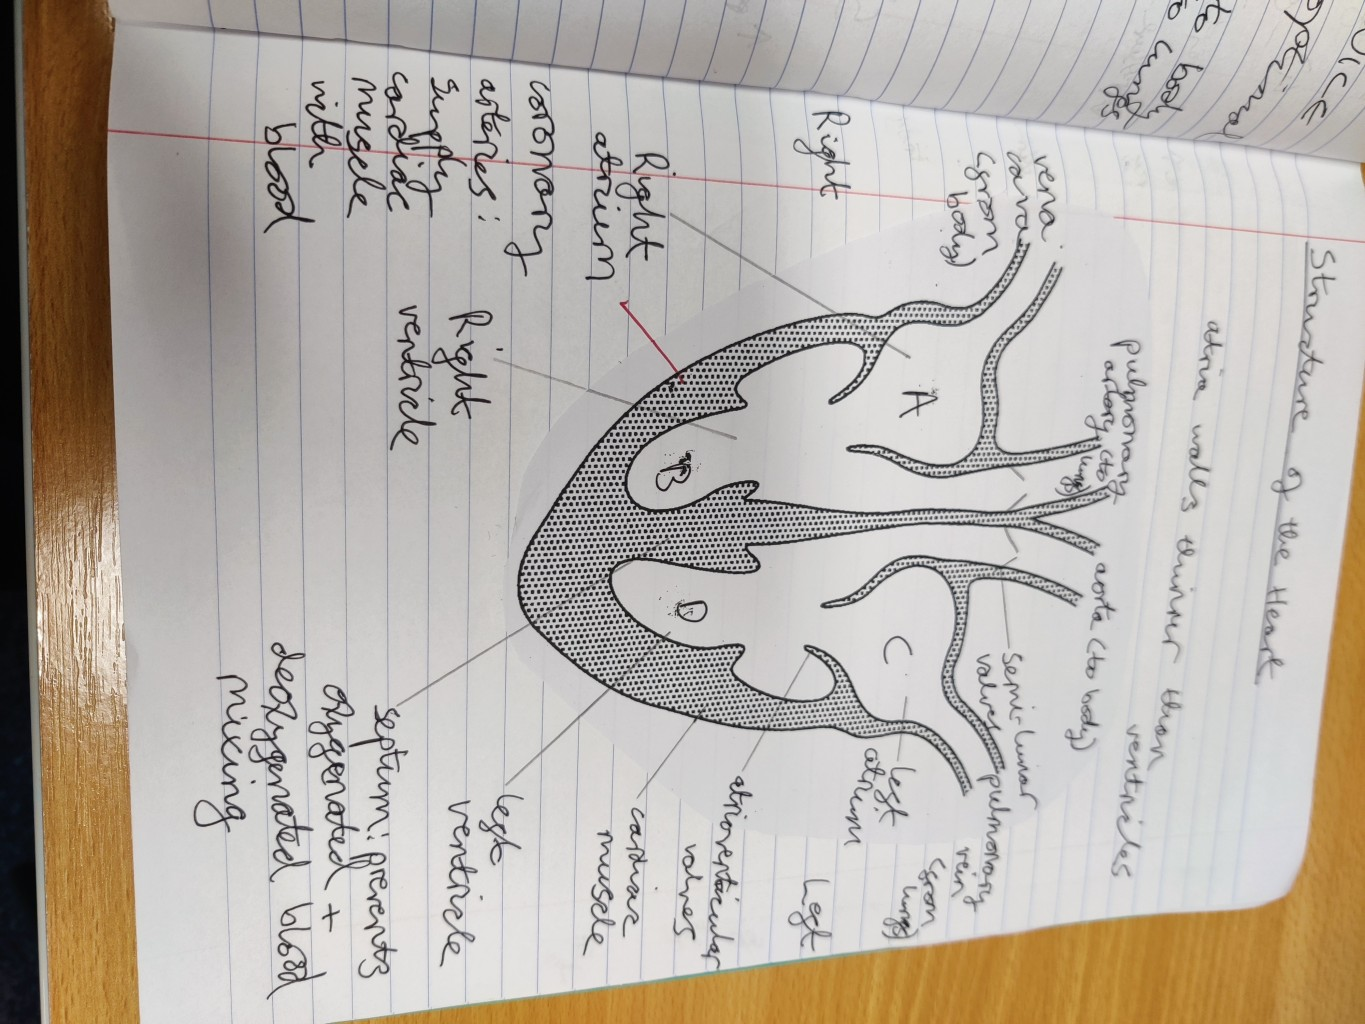 Structure of the Heart
atria walls thinner than
ventricles
pulmonary
artery (to
lungs)
aorta (to body)
vena
cava
(from
body)
semi-lunar
valves
pulmonary
vein
(from
lungs)
Right
Left
A
C
B
D
left
atrium
Right
atrium
atrioventricular
valves
cardiac
muscle
coronary
arteries:
supply
cardiac
muscle
with
blood
Right
ventricle
left
ventricle
septum: prevents
oxygenated +
deoxygenated blood
mixing
to body
to lungs